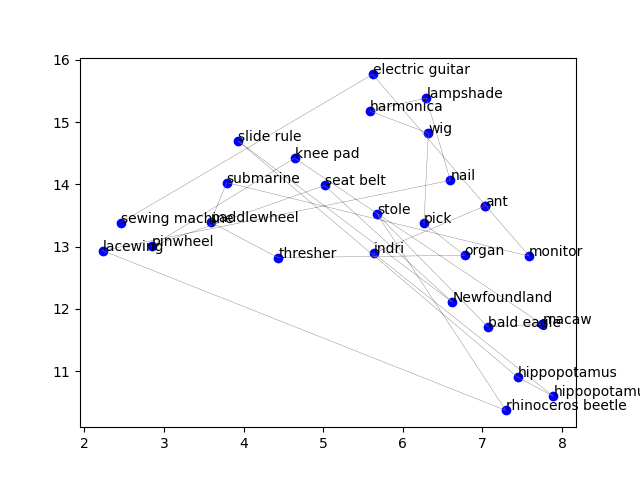 16
electric guitar
lampshade
harmonica
15
wig
slide rule
knee pad
14
submarine
seat belt
nail
ant
stole
sewing machine
paddlewheel
pick
13
lacewing
pinwheel
thresher
indri
organ
monitor
12
Newfoundland
bald eagle
macaw
11
hippopotamus
hippopotamu
rhinoceros beetle
2 3 4 5 6 7 8